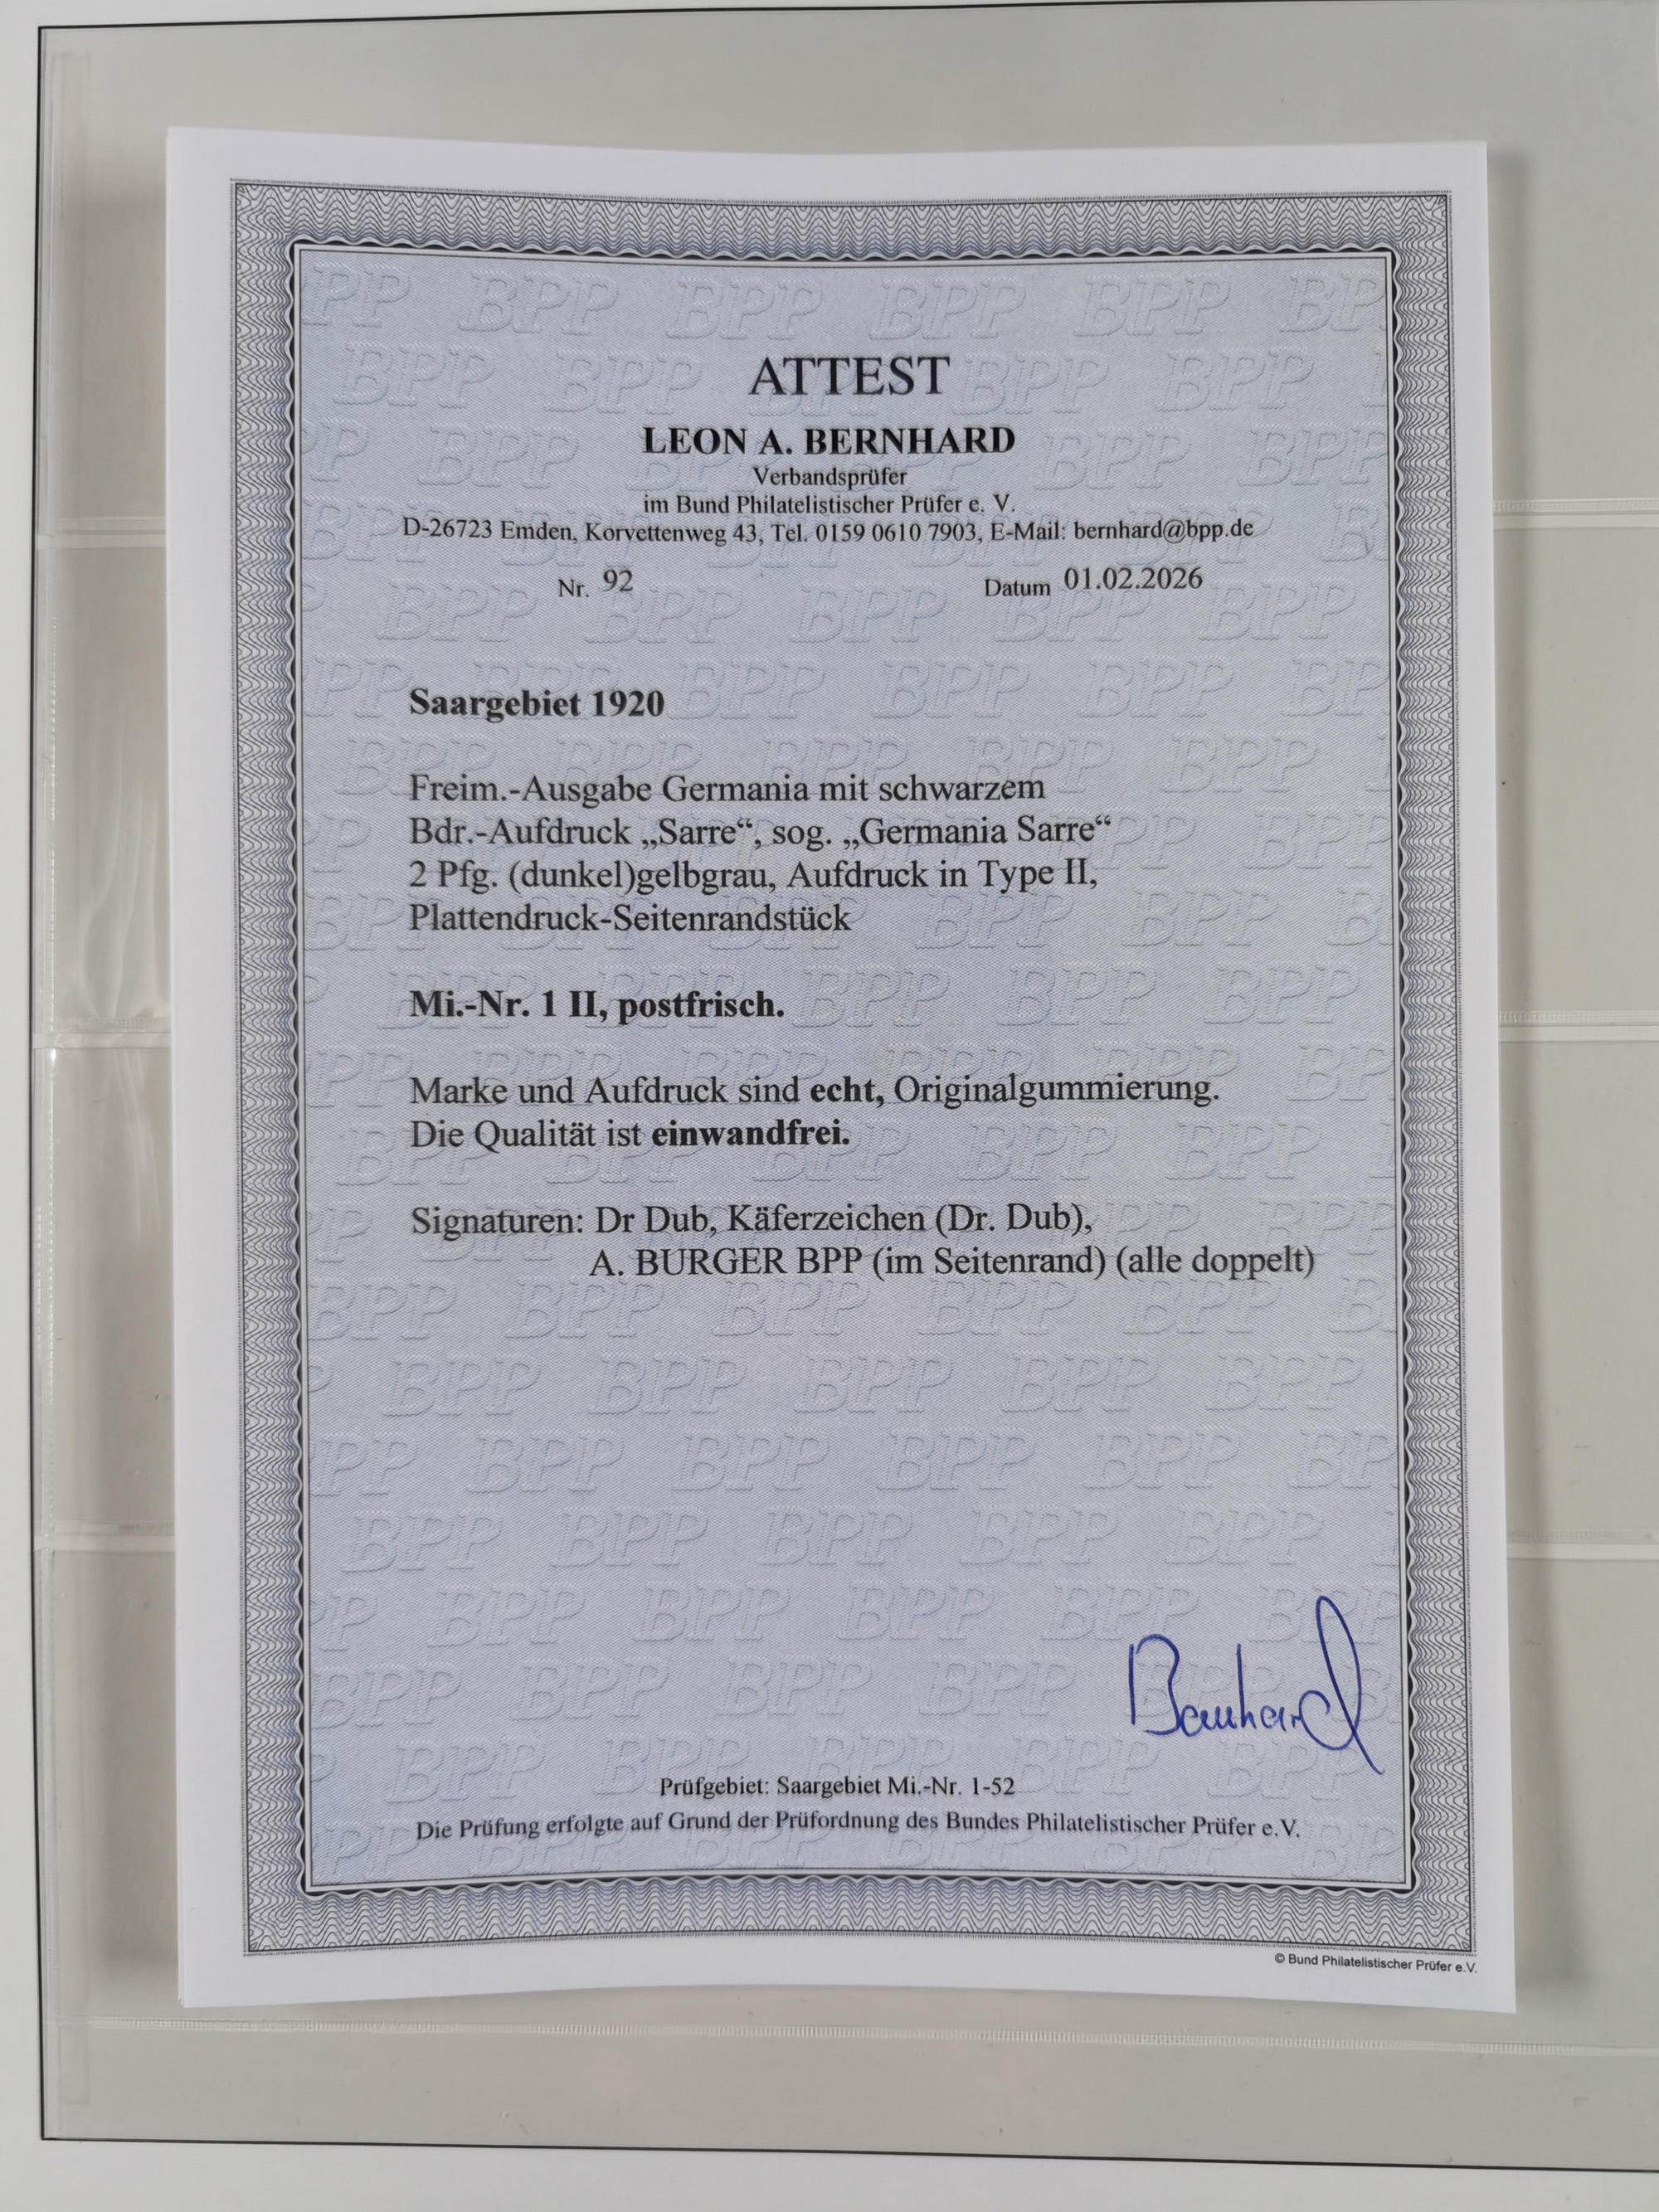 ATTEST
LEON A. BERNHARD
Verbandsprüfer
im Bund Philatelistischer Prüfer e. V.
D-26723 Emden, Korvettenweg 43, Tel. 0159 0610 7903, E-Mail: bernhard@bpp.de
Nr. 92 Datum 01.02.2026
Saargebiet 1920
Freim.-Ausgabe Germania mit schwarzem
Bdr.-Aufdruck „Sarre“, sog. „Germania Sarre“
2 Pfg. (dunkel)gelbgrau, Aufdruck in Type II,
Plattendruck-Seitenrandstück
Mi.-Nr. 1 II, postfrisch.
Marke und Aufdruck sind echt, Originalgummierung.
Die Qualität ist einwandfrei.
Signaturen: Dr Dub, Käferzeichen (Dr. Dub),
A. BURGER BPP (im Seitenrand) (alle doppelt)
Bernhard
Prüfgebiet: Saargebiet Mi.-Nr. 1-52
Die Prüfung erfolgte auf Grund der Prüfordnung des Bundes Philatelistischer Prüfer e.V.
© Bund Philatelistischer Prüfer e.V.